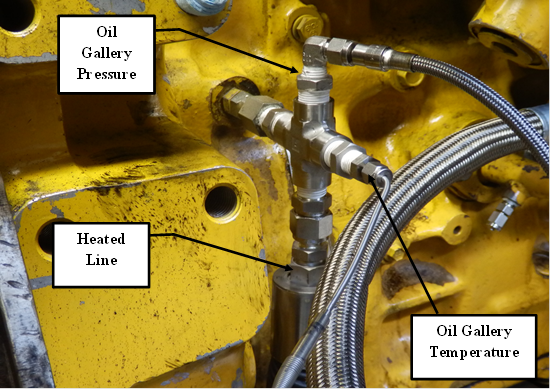 Oil
Gallery
Pressure
Heated
Line
Oil Gallery
Temperature